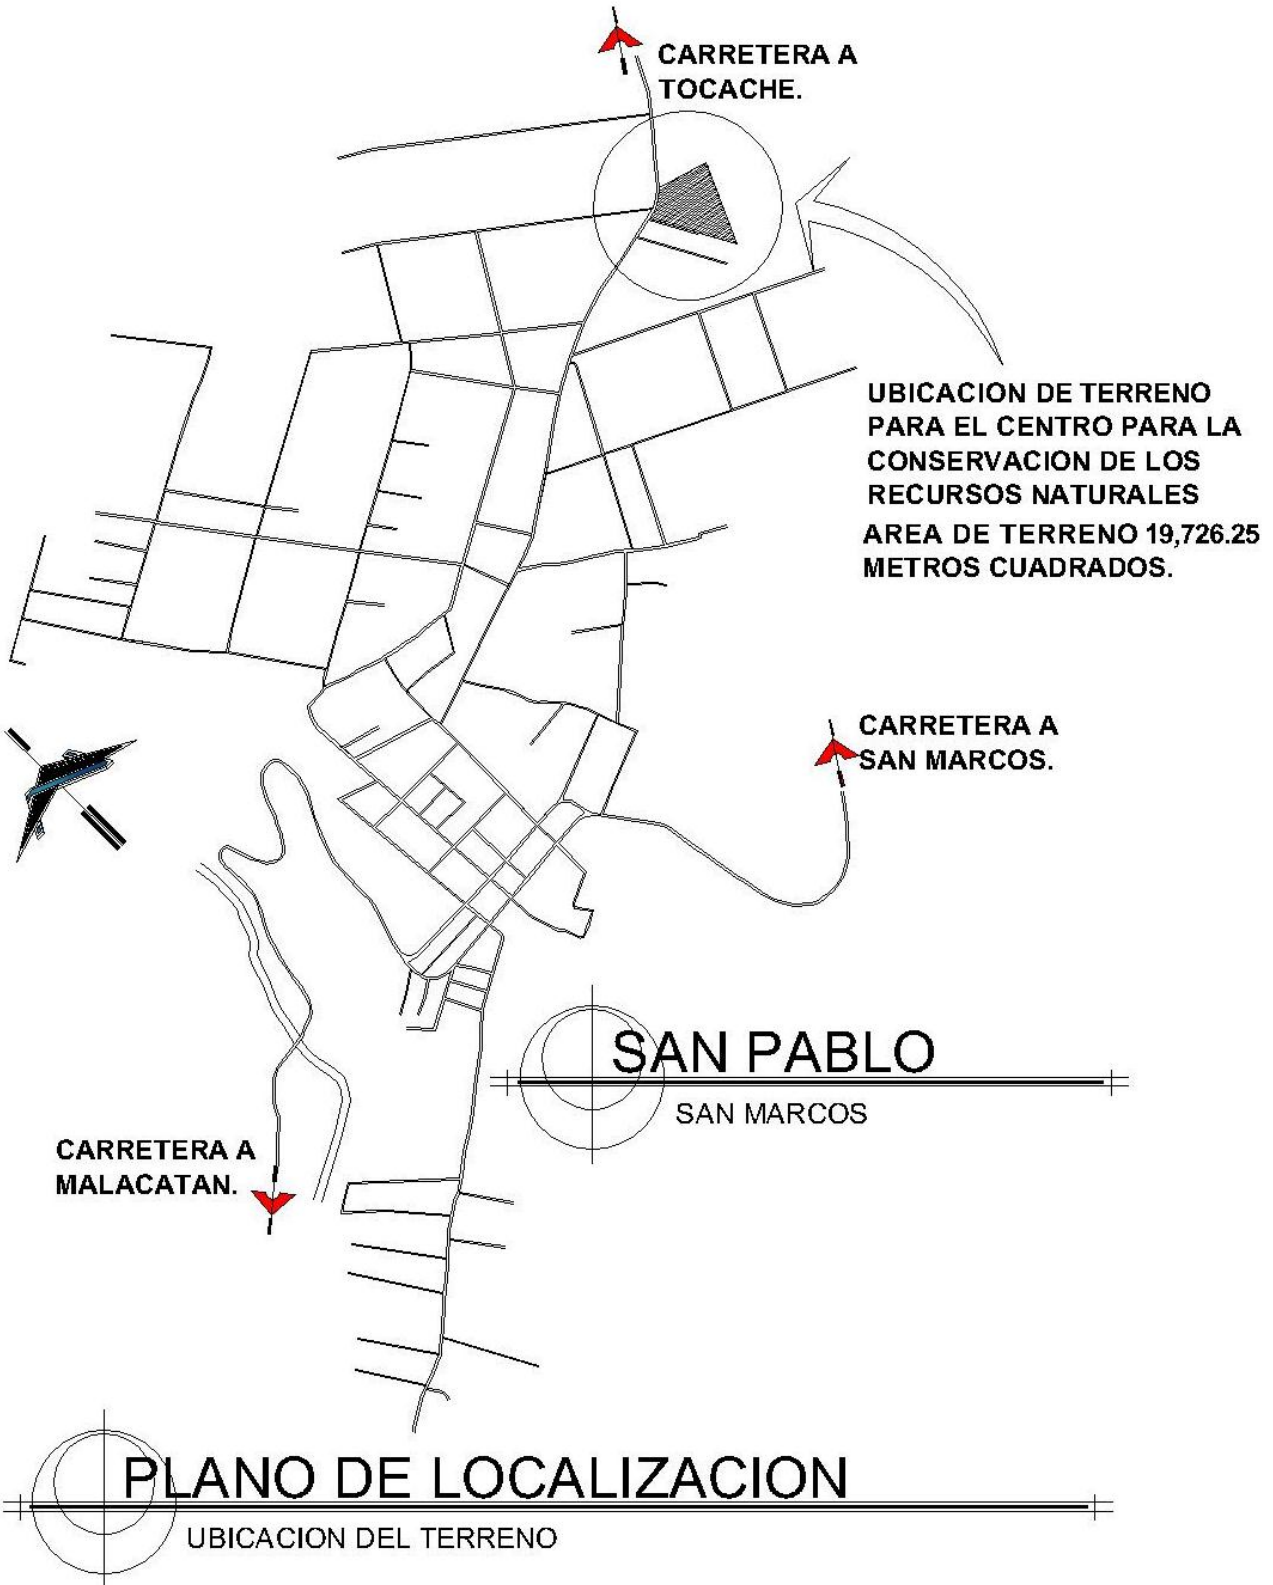 CARRETERA A
TOCACHE.
UBICACION DE TERRENO
PARA EL CENTRO PARA LA
CONSERVACION DE LOS
RECURSOS NATURALES
AREA DE TERRENO 19,726.25
METROS CUADRADOS.
CARRETERA A
SAN MARCOS.
SAN PABLO
SAN MARCOS
CARRETERA A
MALACATAN.
PLANO DE LOCALIZACION
UBICACION DEL TERRENO